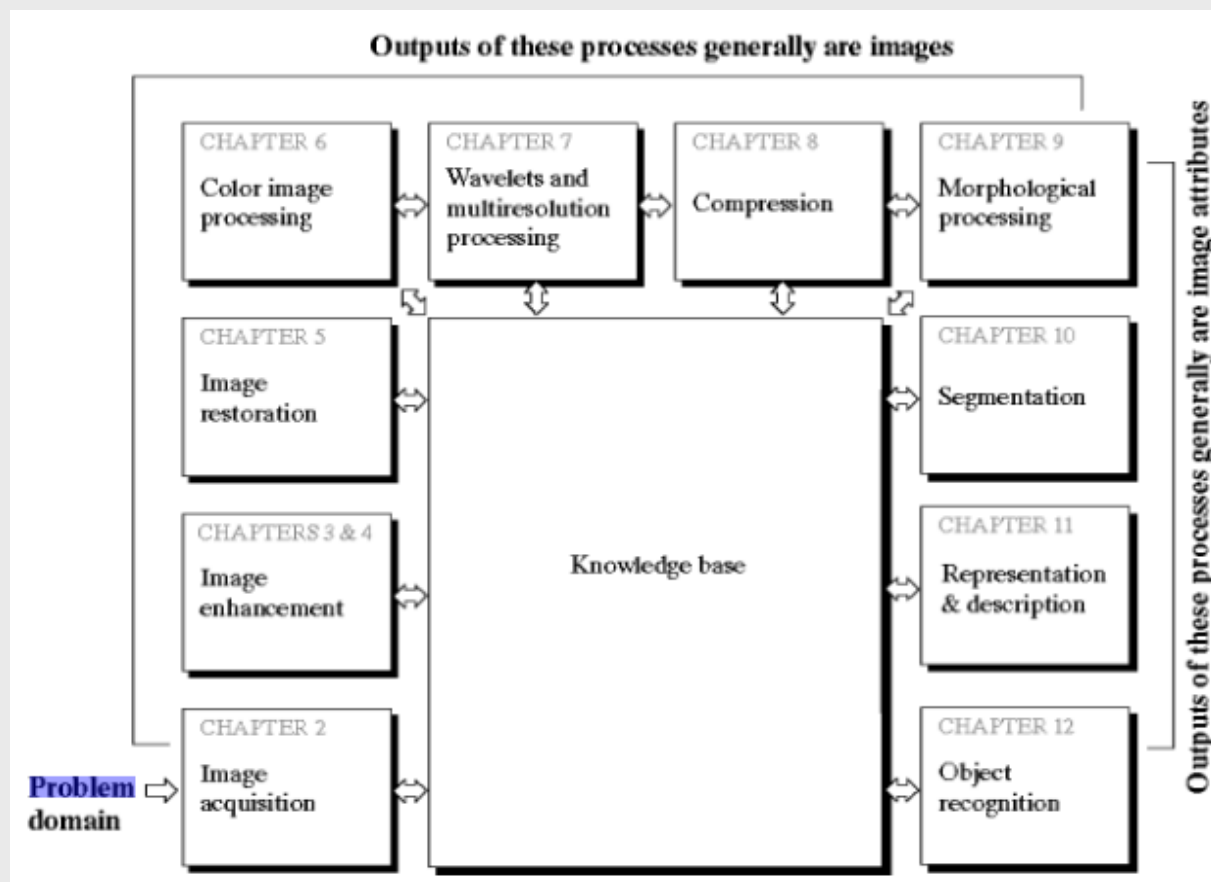 Outputs of these processes generally are images
CHAPTER 6
Color image
processing
CHAPTER 7
Wavelets and
multiresolution
processing
CHAPTER 8
Compression
CHAPTER 9
Morphological
processing
CHAPTER 5
Image
restoration
CHAPTERS 3 & 4
Image
enhancement
CHAPTER 2
Image
acquisition
Problem
domain
Knowledge base
CHAPTER 10
Segmentation
CHAPTER 11
Representation
& description
CHAPTER 12
Object
recognition
Outputs of these processes generally are image attributes